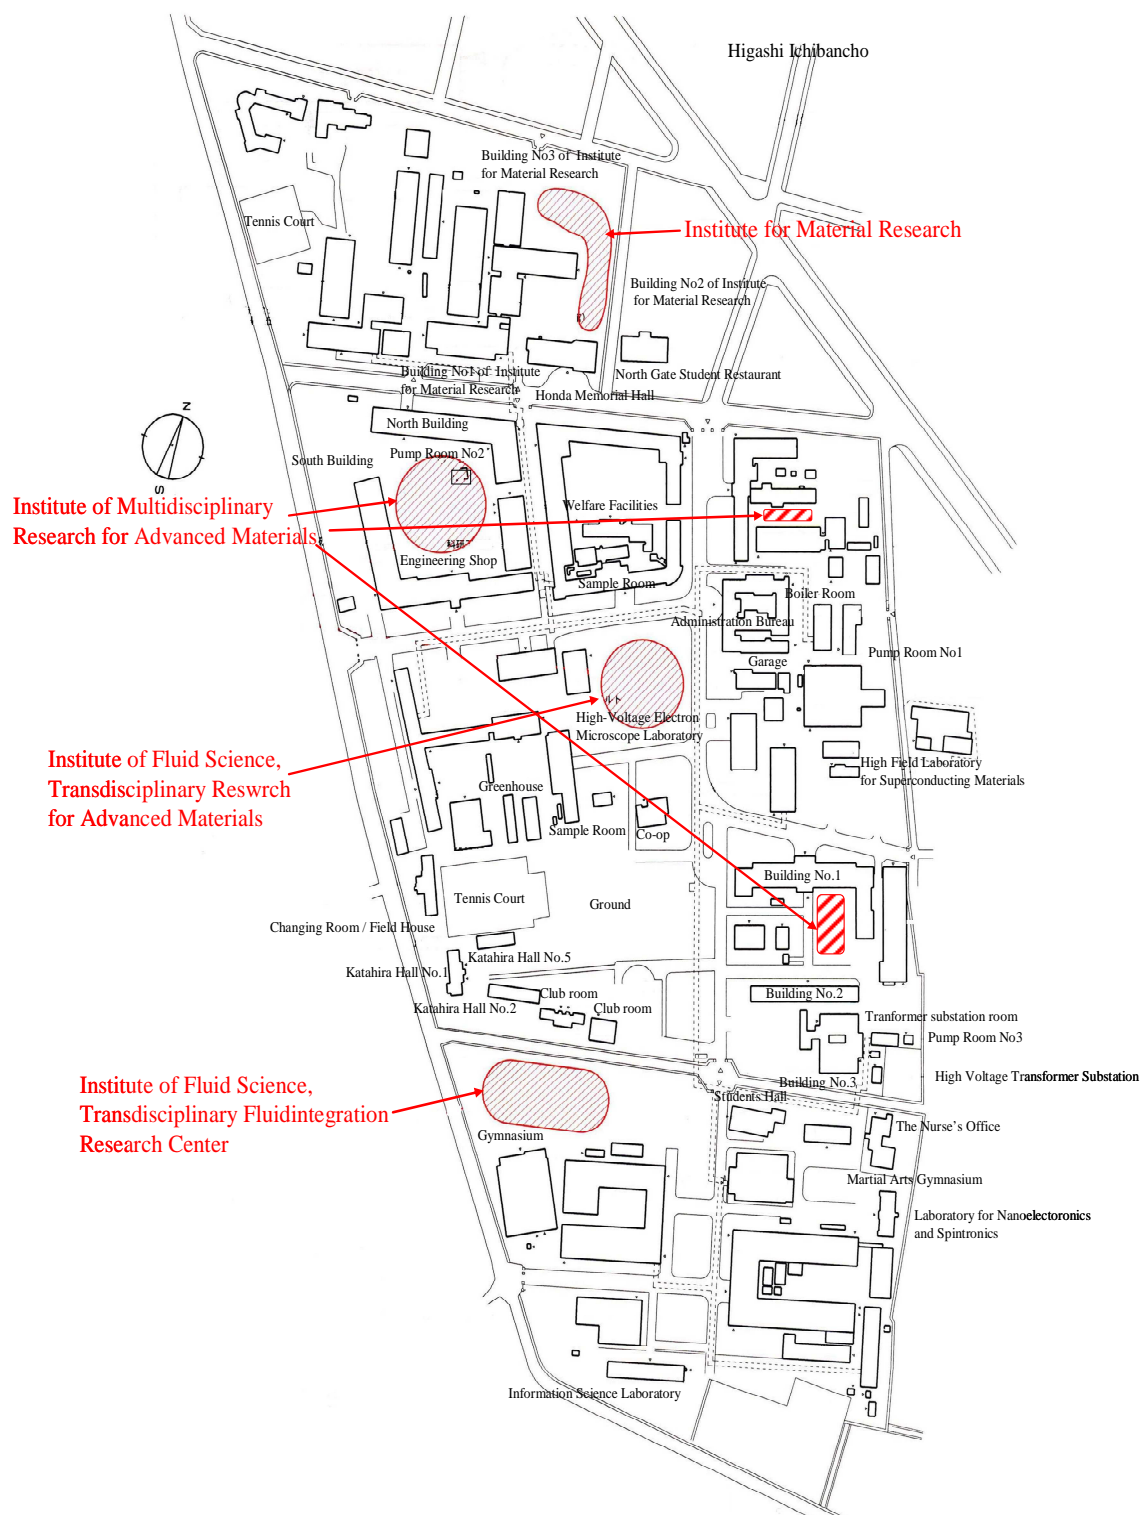 Higashi Ichibancho
Building No3 of Institute
for Material Research
Tennis Court
Institute for Material Research
Building No2 of Institute
for Material Research
Building No1 of Institute
for Material Research
North Gate Student Restaurant
Honda Memorial Hall
N
S
North Building
Pump Room No2
South Building
Institute of Multidisciplinary
Research for Advanced Materials
Welfare Facilities
Engineering Shop
Sample Room
Boiler Room
Administration Bureau
Pump Room No1
Garage
ルト
High-Voltage Electron
Microscope Laboratory
Institute of Fluid Science,
Transdisciplinary Reswrch
for Advanced Materials
High Field Laboratory
for Superconducting Materials
Greenhouse
Sample Room
Co-op
Building No.1
Tennis Court
Ground
Changing Room / Field House
Katahira Hall No.5
Katahira Hall No.1
Katahira Hall No.2
Club room
Club room
Building No.2
Tranformer substation room
Pump Room No3
High Voltage Transformer Substation
Building No.3
Students Hall
Institute of Fluid Science,
Transdisciplinary Fluidintegration
Research Center
Gymnasium
The Nurse's Office
Martial Arts Gymnasium
Laboratory for Nanoelectoronics
and Spintronics
Information Science Laboratory